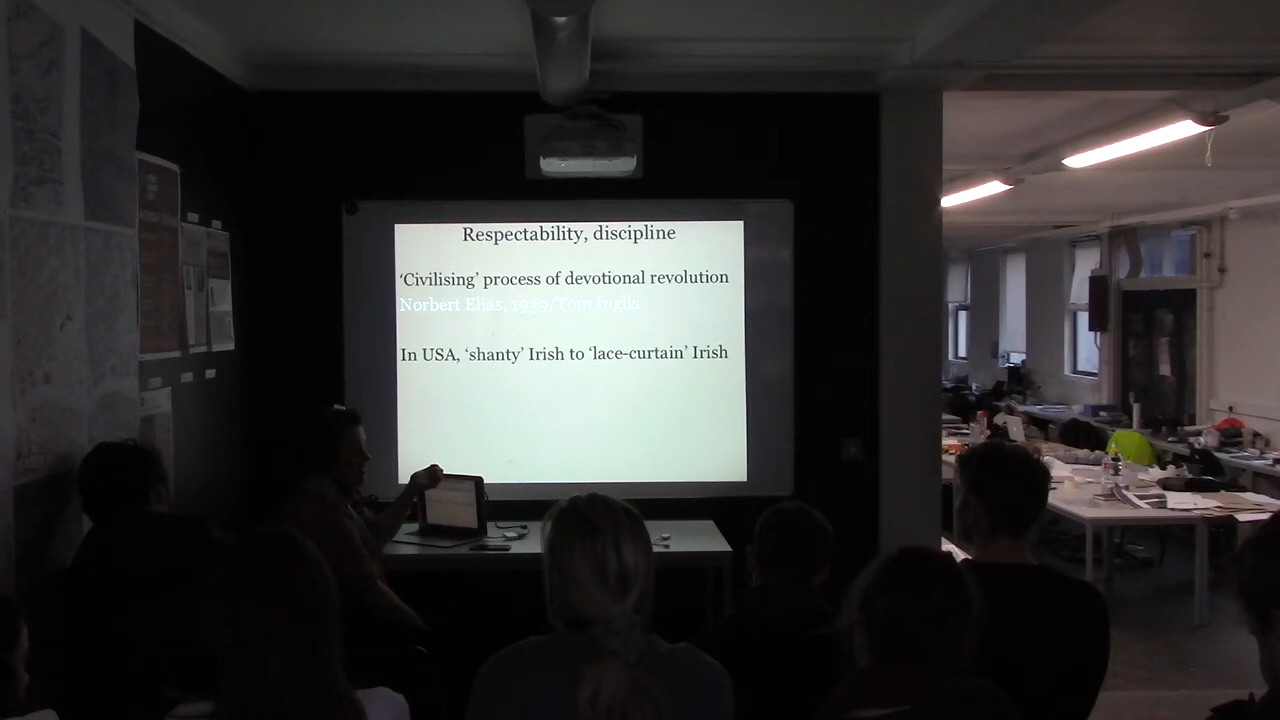 Respectability, discipline
‘Civilising’ process of devotional revolution
Norbert Elias, 1939/Tom Inglis
In USA, ‘shanty’ Irish to ‘lace-curtain’ Irish